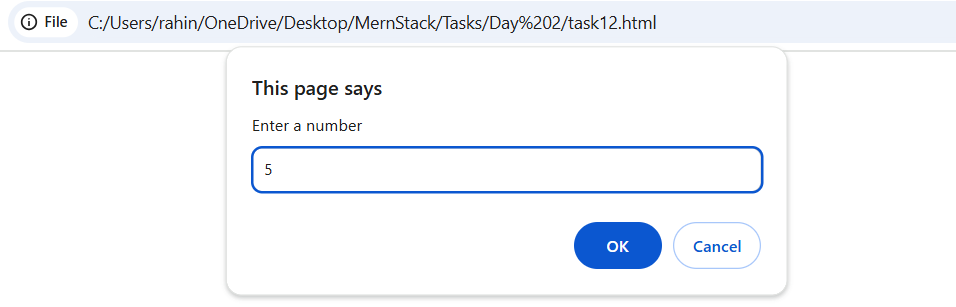 File C:/Users/rahin/OneDrive/Desktop/MernStack/Tasks/Day%202/task12.html
This page says
Enter a number
5
OK Cancel